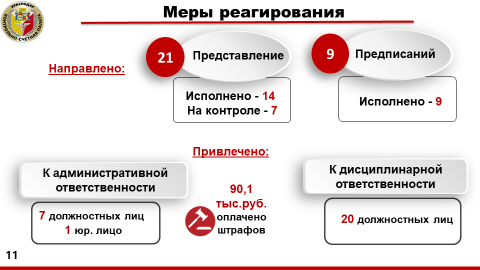 Меры реагирования
21
Представление
9
Предписаний
Направлено:
Исполнено - 14
На контроле - 7
Исполнено - 9
Привлечено:
К административной
ответственности
7 должностных лиц
1 юр. лицо
90,1
тыс.руб.
оплачено
штрафов
К дисциплинарной
ответственности
20 должностных лиц
11